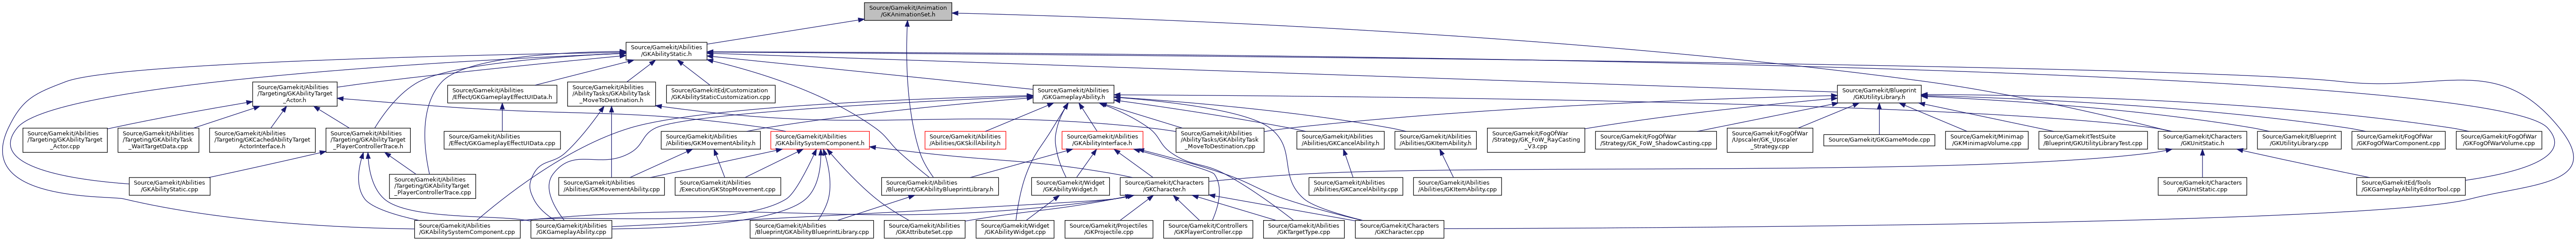 Source/Gamekit/Animation
/GKAnimationSet.h
Source/Gamekit/Abilities
/GKAbilityStatic.h
Source/Gamekit/Abilities
/Targeting/GKAbilityTarget
_Actor.h
Source/Gamekit/Abilities
/Effect/GKGameplayEffectUIData.h
Source/Gamekit/Abilities
/AbilityTasks/GKAbilityTask
_MoveToDestination.h
Source/GamekitEd/Customization
/GKAbilityStaticCustomization.cpp
Source/Gamekit/Abilities
/GKGameplayAbility.h
Source/Gamekit/Blueprint
/GKUtilityLibrary.h
Source/Gamekit/Abilities
/Targeting/GKAbilityTarget
_Actor.cpp
Source/Gamekit/Abilities
/Targeting/GKAbilityTask
_WaitTargetData.cpp
Source/Gamekit/Abilities
/Targeting/GKCachedAbilityTarget
ActorInterface.h
Source/Gamekit/Abilities
/Targeting/GKAbilityTarget
_PlayerControllerTrace.h
Source/Gamekit/Abilities
/Effect/GKGameplayEffectUIData.cpp
Source/Gamekit/Abilities
/Abilities/GKMovementAbility.h
Source/Gamekit/Abilities
/GKAbilitySystemComponent.h
Source/Gamekit/Abilities
/Abilities/GKSkillAbility.h
Source/Gamekit/Abilities
/GKAbilityInterface.h
Source/Gamekit/Abilities
/AbilityTasks/GKAbilityTask
_MoveToDestination.cpp
Source/Gamekit/Abilities
/Abilities/GKCancelAbility.h
Source/Gamekit/Abilities
/Abilities/GKItemAbility.h
Source/Gamekit/FogOfWar
/Strategy/GK_FoW_RayCasting
_V3.cpp
Source/Gamekit/FogOfWar
/Strategy/GK_FoW_ShadowCasting.cpp
Source/Gamekit/FogOfWar
/Upscaler/GK_Upscaler
_Strategy.cpp
Source/Gamekit/GKGameMode.cpp
Source/Gamekit/Minimap
/GKMinimapVolume.cpp
Source/GamekitTestSuite
/Blueprint/GKUtilityLibraryTest.cpp
Source/Gamekit/Characters
/GKUnitStatic.h
Source/Gamekit/Blueprint
/GKUtilityLibrary.cpp
Source/Gamekit/FogOfWar
/GKFogOfWarComponent.cpp
Source/Gamekit/FogOfWar
/GKFogOfWarVolume.cpp
Source/Gamekit/Abilities
/GKAbilityStatic.cpp
Source/Gamekit/Abilities
/Targeting/GKAbilityTarget
_PlayerControllerTrace.cpp
Source/Gamekit/Abilities
/Abilities/GKMovementAbility.cpp
Source/Gamekit/Abilities
/Execution/GKStopMovement.cpp
Source/Gamekit/Abilities
/Blueprint/GKAbilityBlueprintLibrary.h
Source/Gamekit/Widget
/GKAbilityWidget.h
Source/Gamekit/Characters
/GKCharacter.h
Source/Gamekit/Abilities
/Abilities/GKCancelAbility.cpp
Source/Gamekit/Abilities
/Abilities/GKItemAbility.cpp
Source/Gamekit/Characters
/GKUnitStatic.cpp
Source/GamekitEd/Tools
/GKGameplayAbilityEditorTool.cpp
Source/Gamekit/Abilities
/GKAbilitySystemComponent.cpp
Source/Gamekit/Abilities
/GKGameplayAbility.cpp
Source/Gamekit/Abilities
/Blueprint/GKAbilityBlueprintLibrary.cpp
Source/Gamekit/Abilities
/GKAttributeSet.cpp
Source/Gamekit/Widget
/GKAbilityWidget.cpp
Source/Gamekit/Projectiles
/GKProjectile.cpp
Source/Gamekit/Controllers
/GKPlayerController.cpp
Source/Gamekit/Abilities
/GKTargetType.cpp
Source/Gamekit/Characters
/GKCharacter.cpp